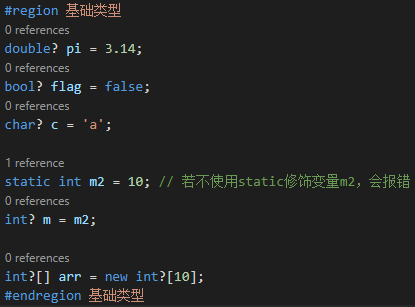 #region 基础类型
0 references
double? pi = 3.14;
0 references
bool? flag = false;
0 references
char? c = 'a';
1 reference
static int m2 = 10; // 若不使用static修饰变量m2，会报错
0 references
int? m = m2;
0 references
int?[] arr = new int?[10];
#endregion 基础类型